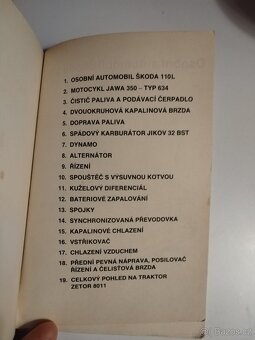 1. OSOBNÍ AUTOMOBIL ŠKODA 110L
2. MOTOCYKL JAWA 350 – TYP 634
3. ČISTIČ PALIVA A PODÁVACÍ ČERPADLO
4. DVOUOKRUHOVÁ KAPALINOVÁ BRZDA
5. DOPRAVA PALIVA
6. SPÁDOVÝ KARBURÁTOR JIKOV 32 BST
7. DYNAMO
8. ALTERNÁTOR
9. ŘÍZENÍ
10. SPOUŠTĚČ S VÝSUVNOU KOTVOU
11. KUŽELOVÝ DIFERENCIÁL
12. BATERIOVÉ ZAPALOVÁNÍ
13. SPOJKY
14. SYNCHRONIZOVANÁ PŘEVODOVKA
15. KAPALINOVÉ CHLAZENÍ
16. VSTŘIKOVAČ
17. CHLAZENÍ VZDUCHEM
18. PŘEDNÍ PEVNÁ NÁPRAVA, POSILOVAČ
ŘÍZENÍ A ČELISTOVÁ BRZDA
19. CELKOVÝ POHLED NA TRAKTOR
ZETOR 8011